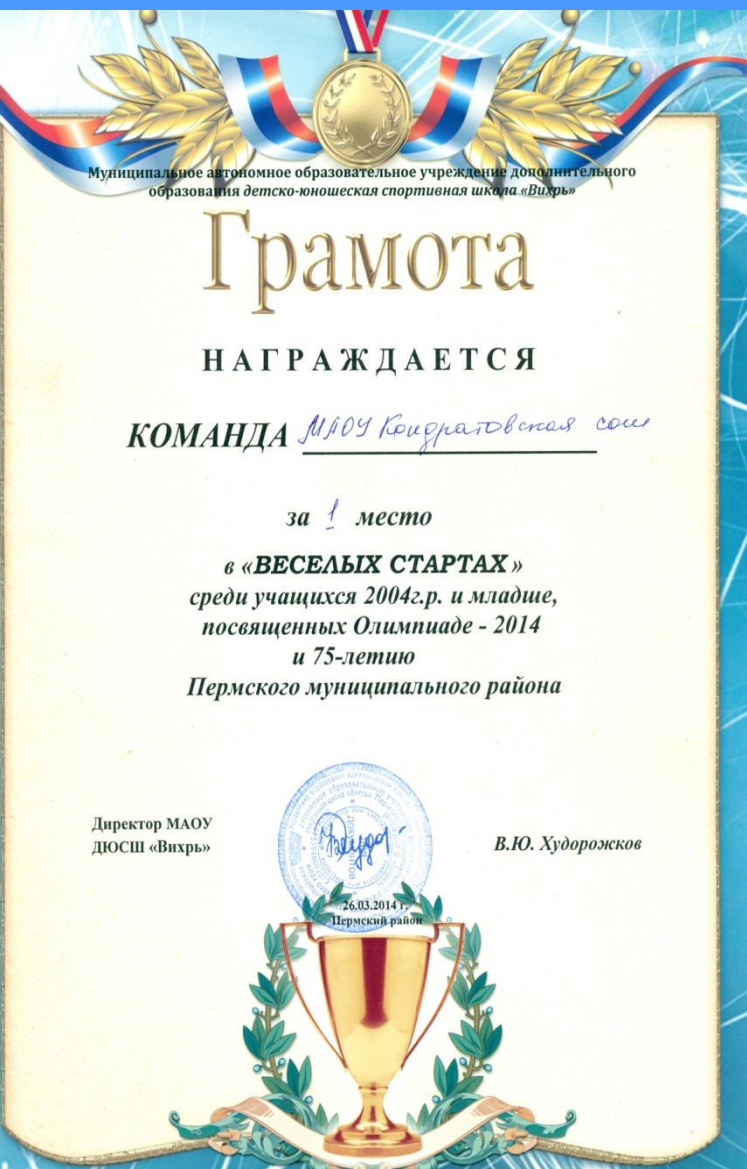 Муниципальное автономное образовательное учреждение дополнительного
образования детско-юношеская спортивная школа «Вихрь»
Грамота
НАГРАЖДАЕТСЯ
КОМАНДА МАОУ Кондратовская сош
за 1 место
в «ВЕСЕЛЫХ СТАРТАХ»
среди учащихся 2004г.р. и младше,
посвященных Олимпиаде - 2014
и 75-летию
Пермского муниципального района
Директор МАОУ
ДЮСШ «Вихрь»
В.Ю. Худорожков
ДОКУМЕНТОВ
26.03.2014 г.
Пермский район